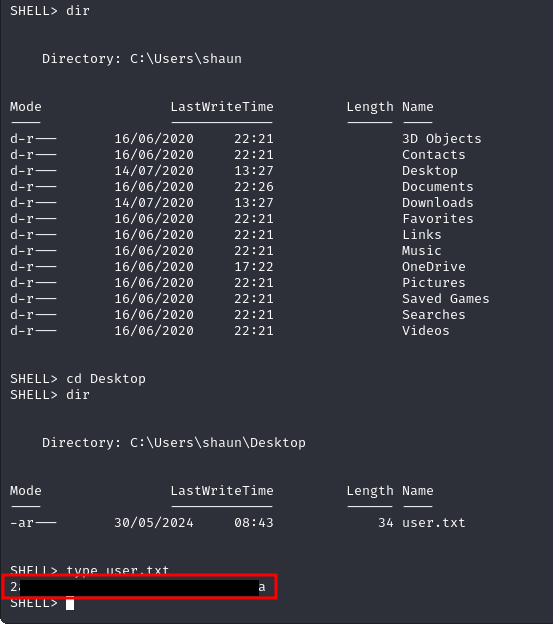 SHELL> dir
Directory: C:\Users\shaun
Mode LastWriteTime Length Name
---- ------------- ------ ----
d-r--- 16/06/2020 22:21 3D Objects
d-r--- 16/06/2020 22:21 Contacts
d-r--- 14/07/2020 13:27 Desktop
d-r--- 16/06/2020 22:26 Documents
d-r--- 14/07/2020 13:27 Downloads
d-r--- 16/06/2020 22:21 Favorites
d-r--- 16/06/2020 22:21 Links
d-r--- 16/06/2020 22:21 Music
d-r--- 16/06/2020 17:22 OneDrive
d-r--- 16/06/2020 22:21 Pictures
d-r--- 16/06/2020 22:21 Saved Games
d-r--- 16/06/2020 22:21 Searches
d-r--- 16/06/2020 22:21 Videos
SHELL> cd Desktop
SHELL> dir
Directory: C:\Users\shaun\Desktop
Mode LastWriteTime Length Name
---- ------------- ------ ----
-ar--- 30/05/2024 08:43 34 user.txt
SHELL> type user.txt
2 a
SHELL>